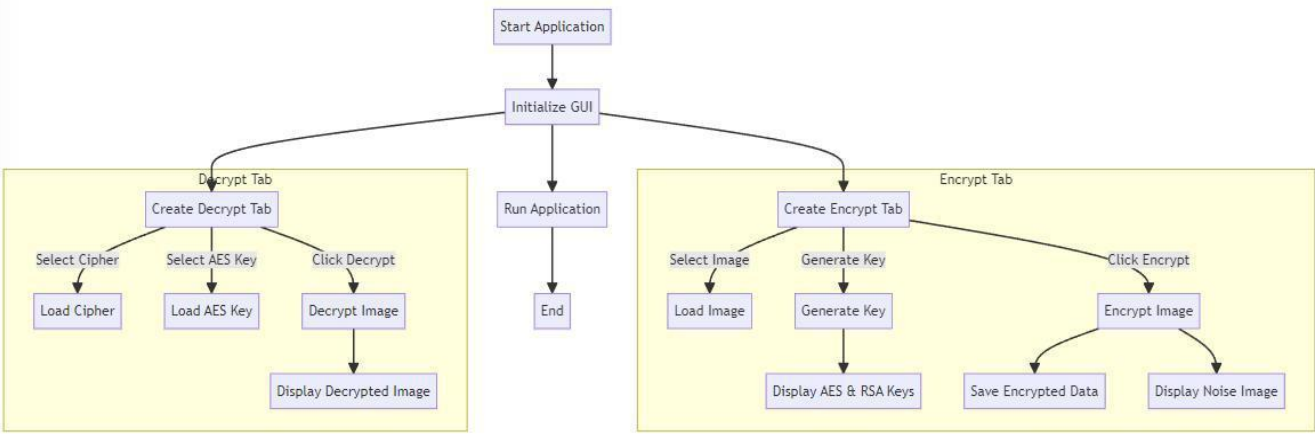 Start Application
Initialize GUI
Decrypt Tab
Encrypt Tab
Create Decrypt Tab
Run Application
Create Encrypt Tab
Select Cipher
Select AES Key
Click Decrypt
Select Image
Generate Key
Click Encrypt
Load Cipher
Load AES Key
Decrypt Image
End
Load Image
Generate Key
Encrypt Image
Display Decrypted Image
Display AES & RSA Keys
Save Encrypted Data
Display Noise Image